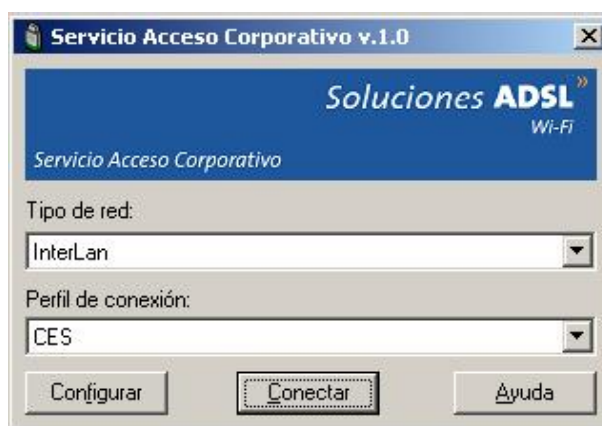 Servicio Acceso Corporativo v.1.0
Soluciones ADSL»
Wi-Fi
Servicio Acceso Corporativo
Tipo de red:
InterLan
Perfil de conexión:
CES
Configurar Conectar Ayuda